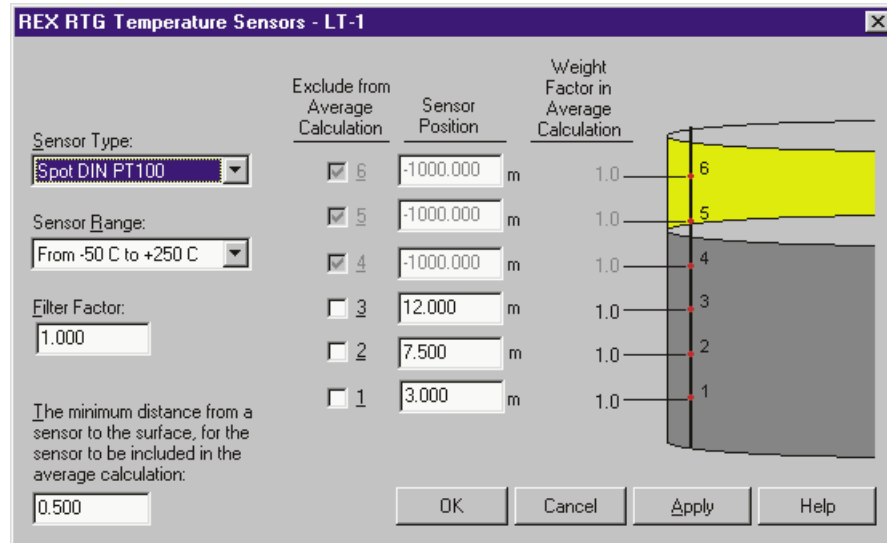 REX RTG Temperature Sensors - LT-1
Sensor Type:
Spot DIN PT100
Sensor Range:
From -50 C to +250 C
Filter Factor:
1.000
The minimum distance from a
sensor to the surface, for the
sensor to be included in the
average calculation:
0.500
Exclude from
Average
Calculation
Sensor
Position
Weight
Factor in
Average
Calculation
6 -1000.000 m 1.0 6
5 -1000.000 m 1.0 5
4 -1000.000 m 1.0 4
3 12.000 m 1.0 3
2 7.500 m 1.0 2
1 3.000 m 1.0 1
OK Cancel Apply Help